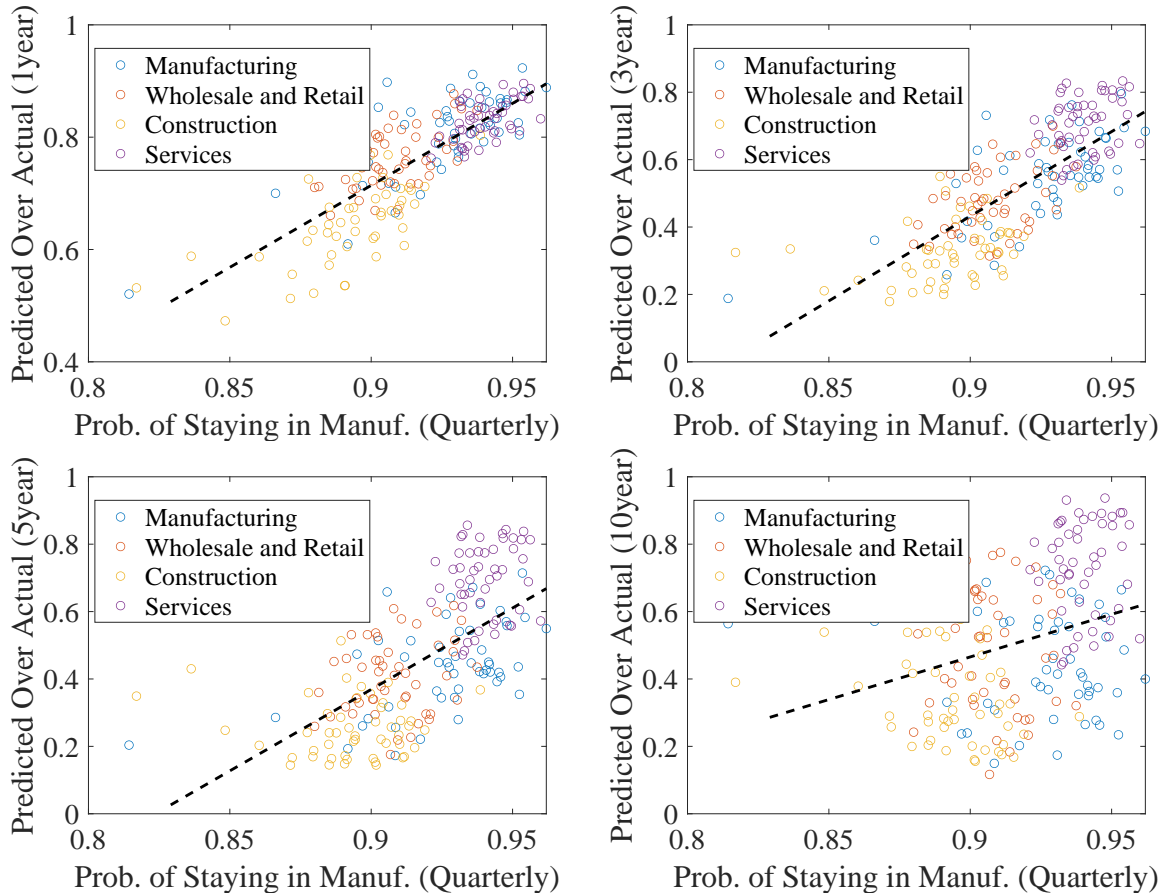 Predicted Over Actual (1year)
1
0.8
0.6
0.4
Manufacturing
Wholesale and Retail
Construction
Services
0.8
0.85
0.9
0.95
Prob. of Staying in Manuf. (Quarterly)
Predicted Over Actual (3year)
1
0.8
0.6
0.4
0.2
0
Manufacturing
Wholesale and Retail
Construction
Services
0.8
0.85
0.9
0.95
Prob. of Staying in Manuf. (Quarterly)
Predicted Over Actual (5year)
1
0.8
0.6
0.4
0.2
0
Manufacturing
Wholesale and Retail
Construction
Services
0.8
0.85
0.9
0.95
Prob. of Staying in Manuf. (Quarterly)
Predicted Over Actual (10year)
1
0.8
0.6
0.4
0.2
0
Manufacturing
Wholesale and Retail
Construction
Services
0.8
0.85
0.9
0.95
Prob. of Staying in Manuf. (Quarterly)